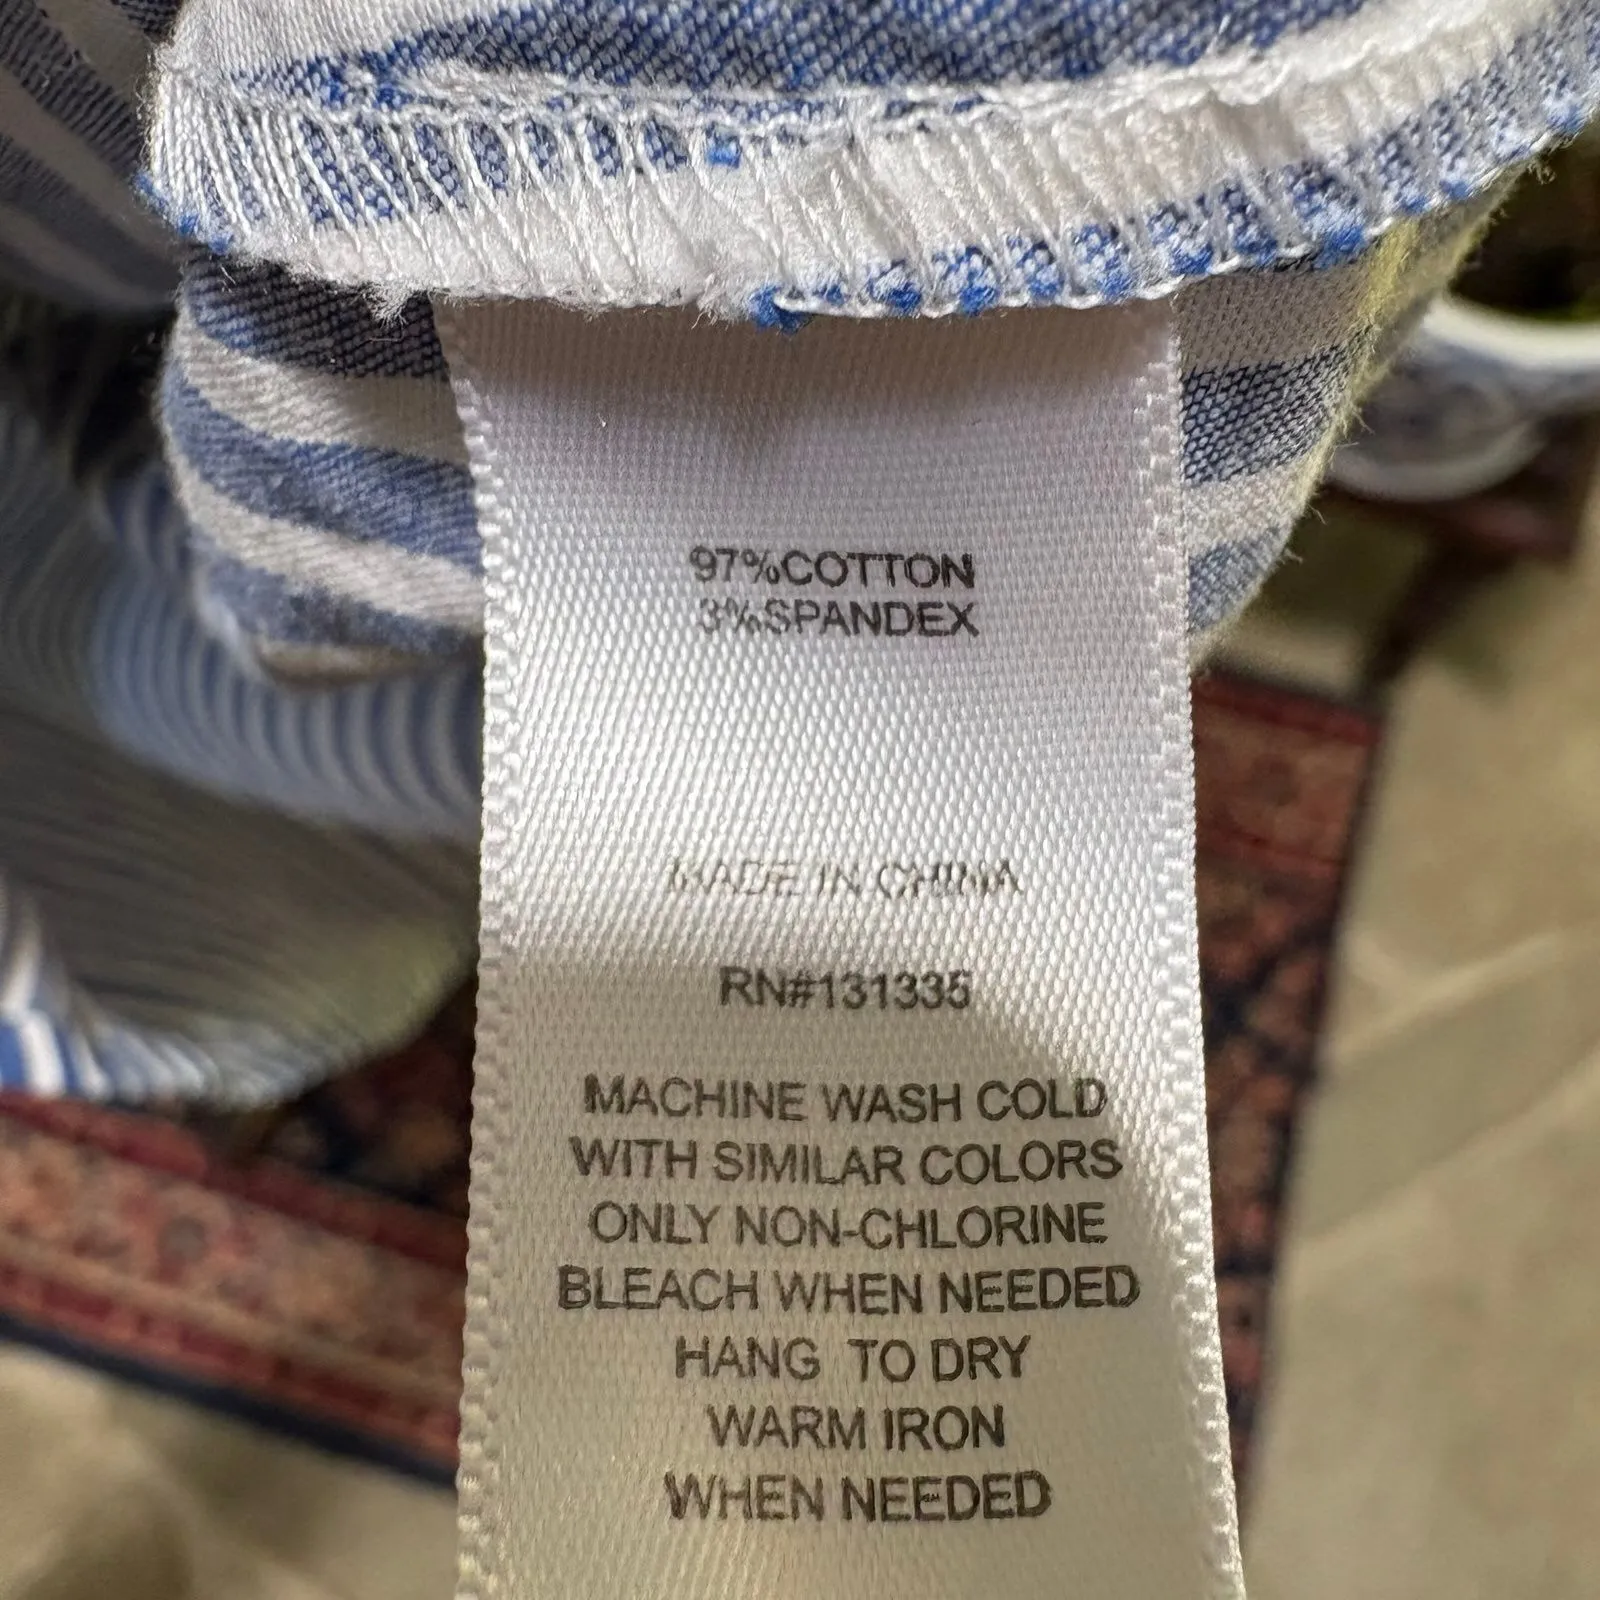 97%COTTON
3%SPANDEX
MADE IN CHINA
RN#131335
MACHINE WASH COLD
WITH SIMILAR COLORS
ONLY NON-CHLORINE
BLEACH WHEN NEEDED
HANG TO DRY
WARM IRON
WHEN NEEDED